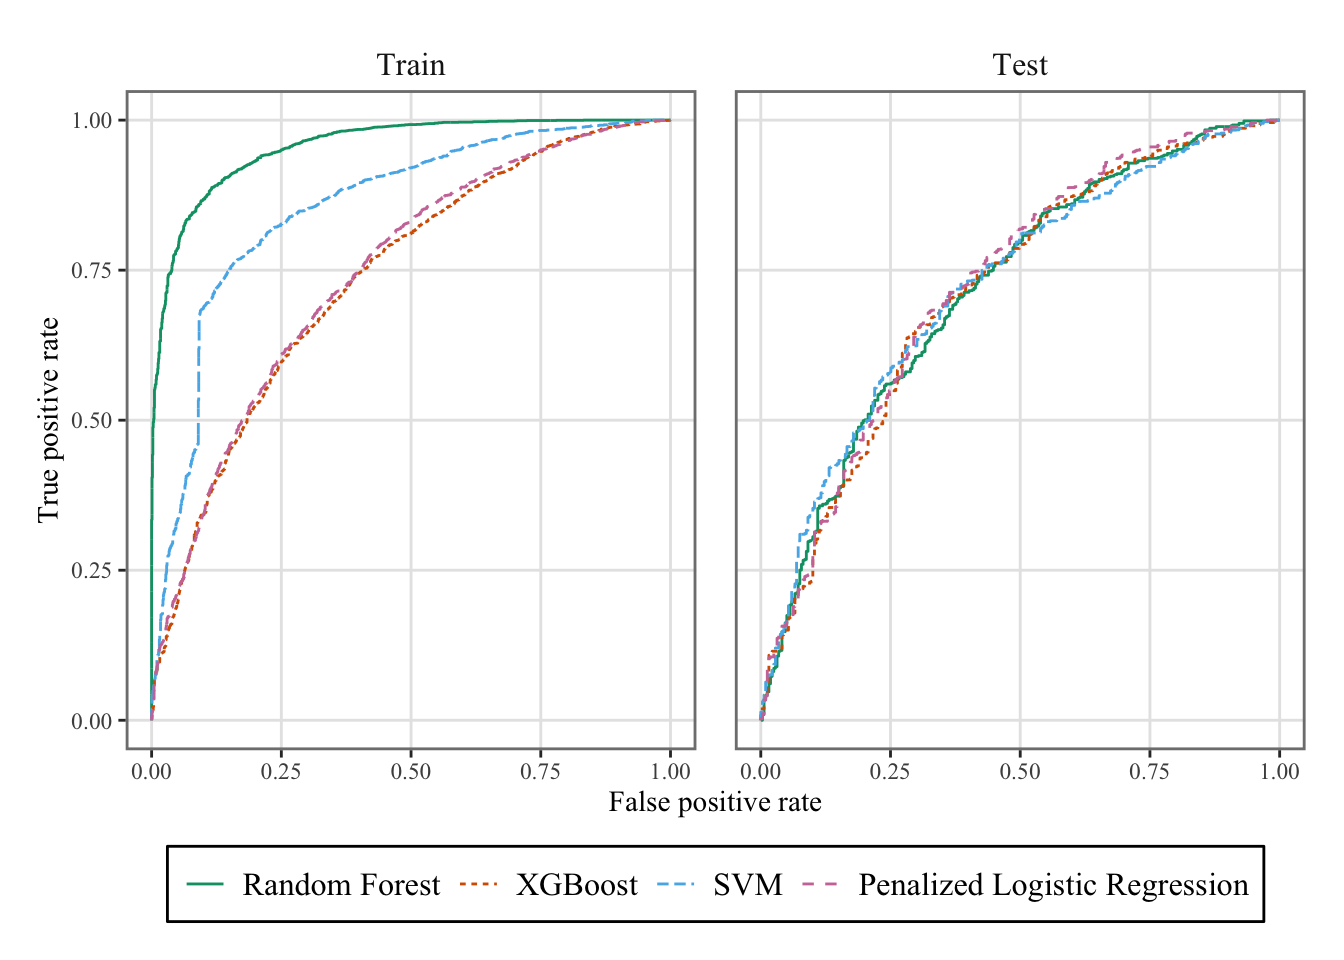 Train
Test
1.00
0.75
0.50
0.25
0.00
True positive rate
0.00 0.25 0.50 0.75 1.00
0.00 0.25 0.50 0.75 1.00
False positive rate
Random Forest XGBoost SVM Penalized Logistic Regression